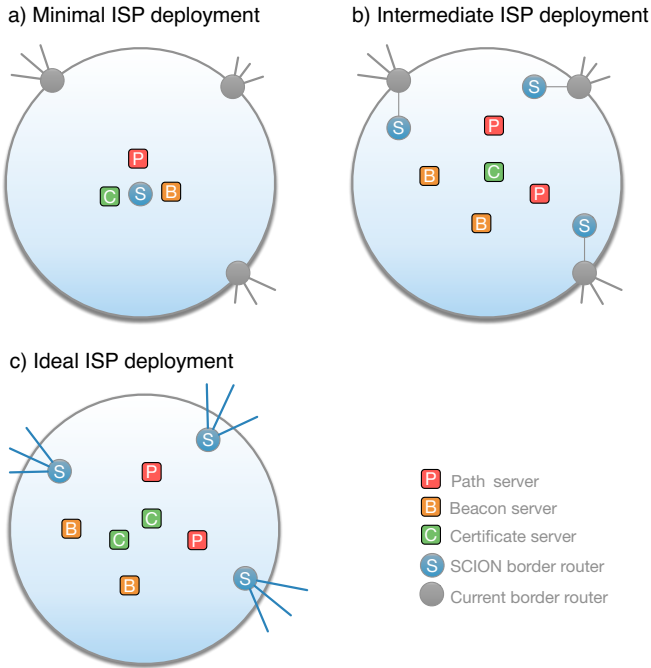 a) Minimal ISP deployment
b) Intermediate ISP deployment
P
C
S
B
S
S
P
B
C
P
B
S
c) Ideal ISP deployment
S
S
P
B
C
C
P
B
S
P Path server
B Beacon server
C Certificate server
S SCION border router
Current border router